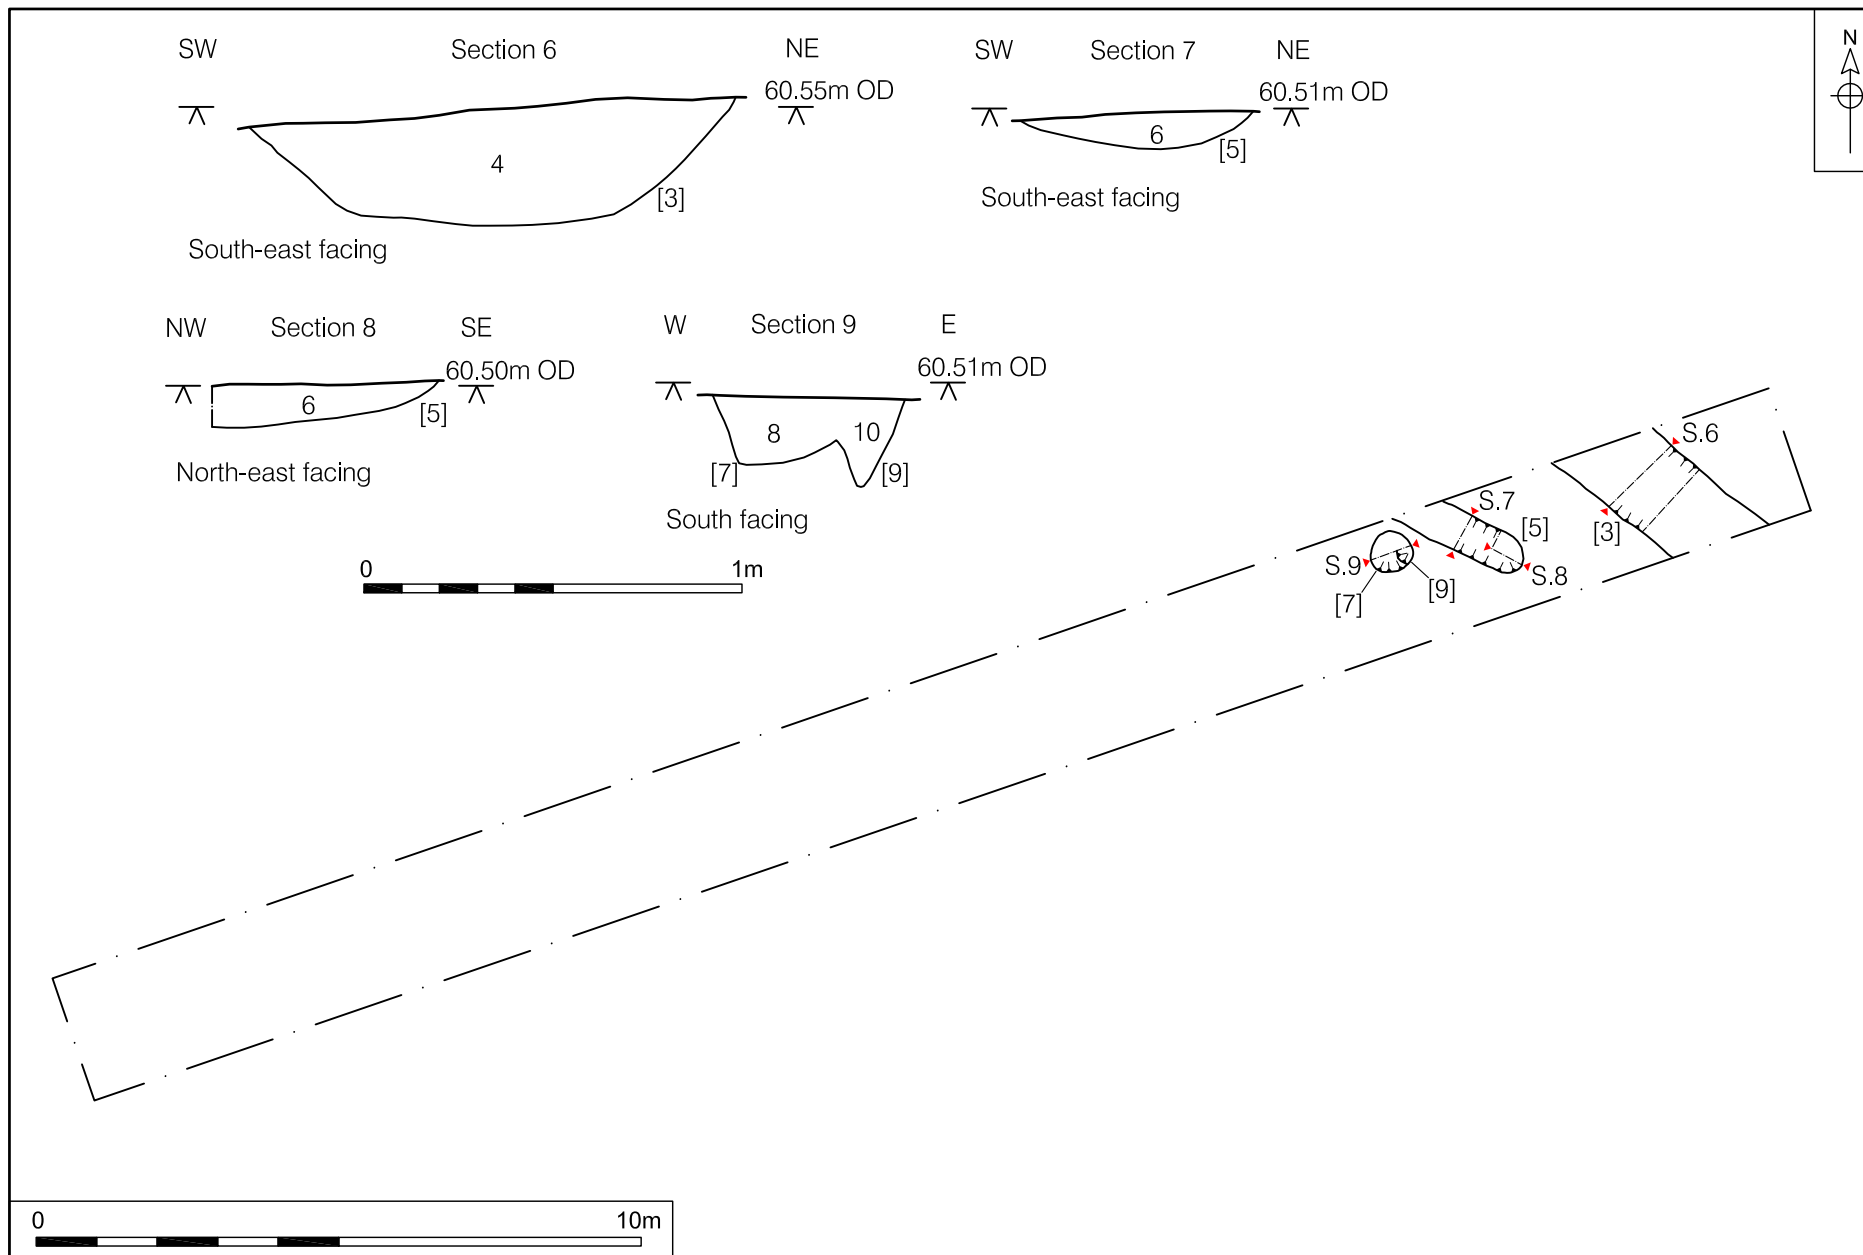 SW Section 6 NE
60.55m OD
4
[3]
South-east facing
SW Section 7 NE
60.51m OD
6
[5]
South-east facing
N
NW Section 8 SE
60.50m OD
6
[5]
North-east facing
W Section 9 E
60.51m OD
8 10
[7] [9]
South facing
0 1m
S.6
[3]
S.7
[5]
S.8
S.9
[9]
[7]
0 10m